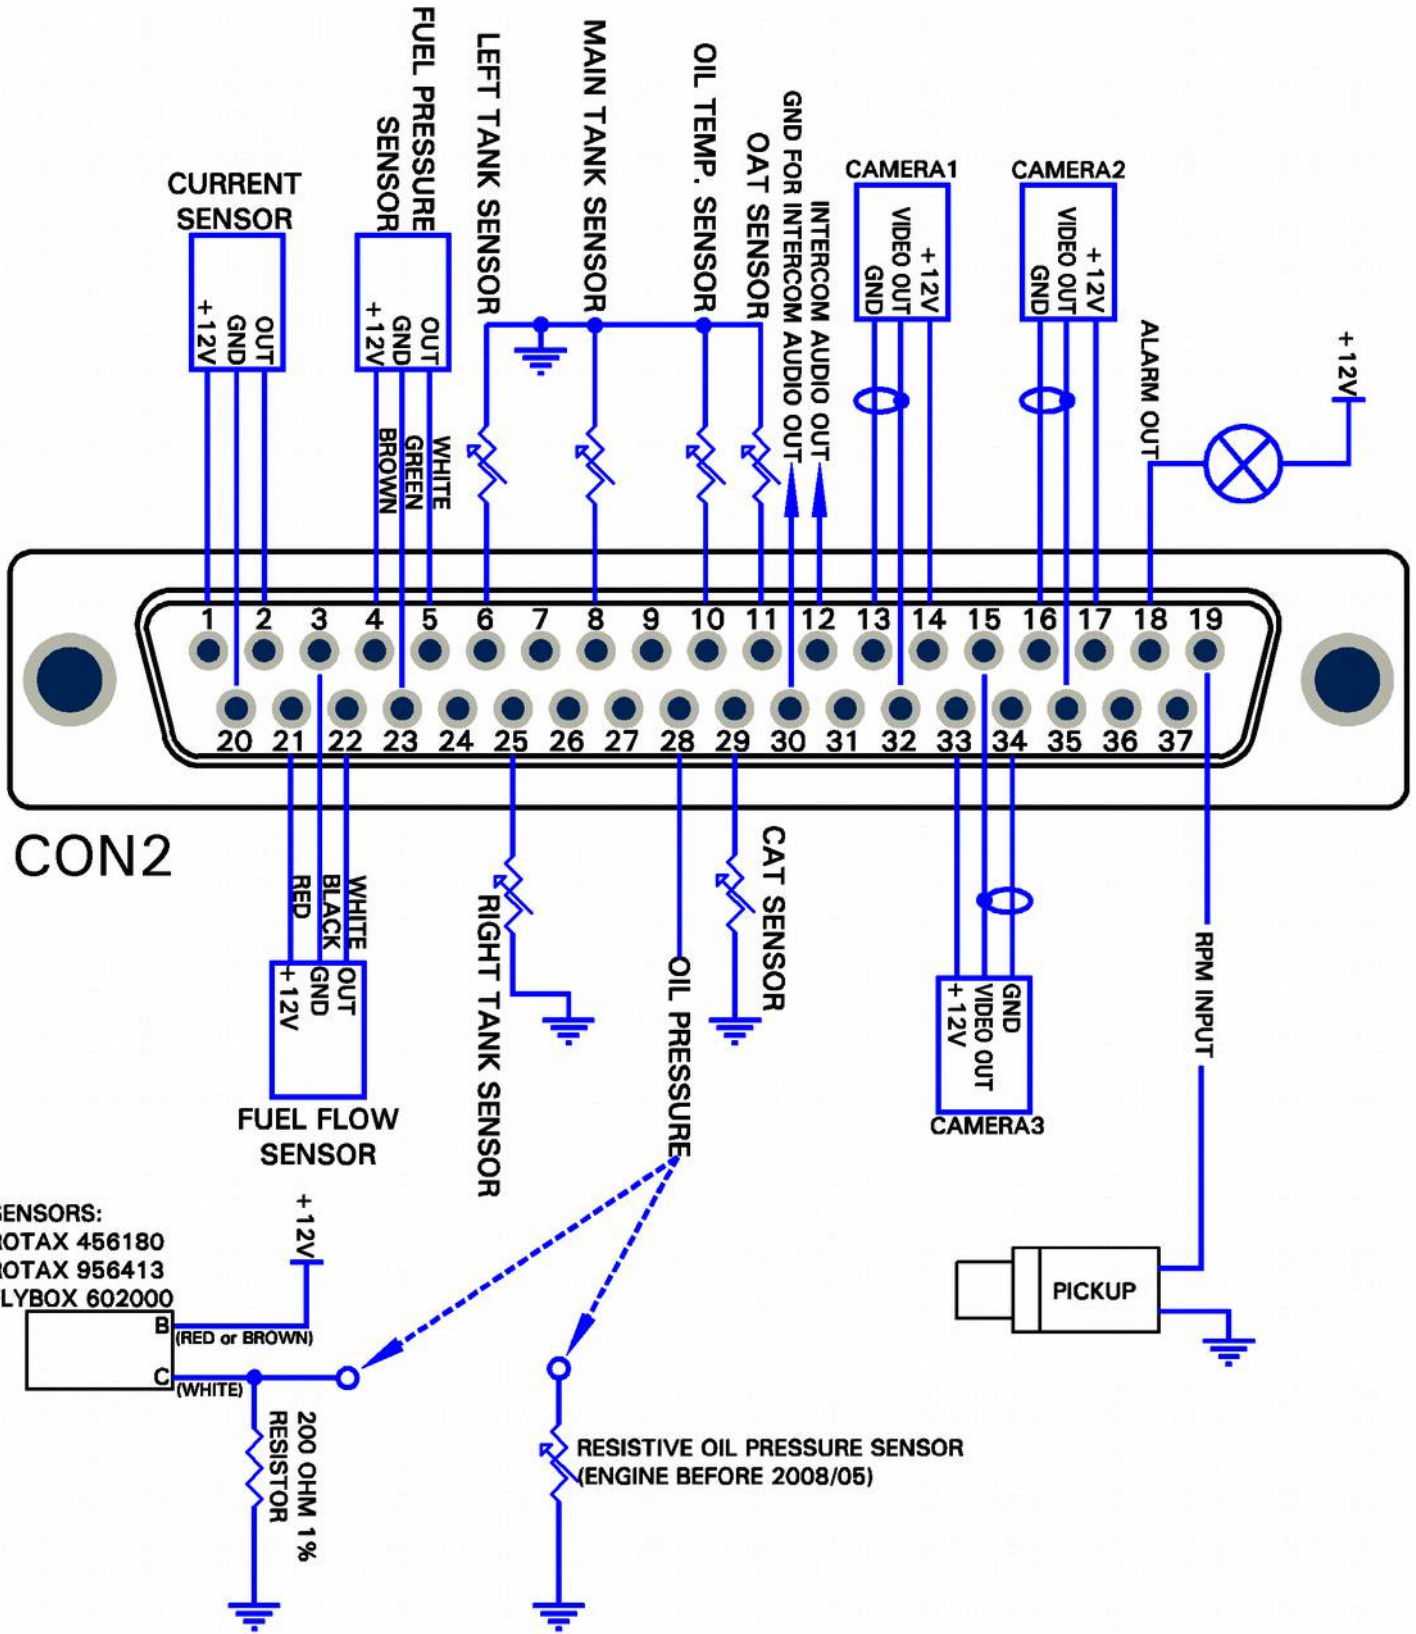 FUEL PRESSURE
SENSOR
LEFT TANK SENSOR
MAIN TANK SENSOR
OIL TEMP. SENSOR
OAT SENSOR
GND FOR INTERCOM AUDIO OUT
INTERCOM AUDIO OUT
CAMERA1
GND
VIDEO OUT
+12V
CAMERA2
GND
VIDEO OUT
+12V
ALARM OUT
+12V
CURRENT
SENSOR
+12V
GND
OUT
+12V
GND
OUT
BROWN
GREEN
WHITE
1 2 3 4 5 6 7 8 9 10 11 12 13 14 15 16 17 18 19
20 21 22 23 24 25 26 27 28 29 30 31 32 33 34 35 36 37
CON2
RED
BLACK
WHITE
+12V
GND
OUT
FUEL FLOW
SENSOR
RIGHT TANK SENSOR
OIL PRESSURE
CAT SENSOR
+12V
VIDEO OUT
GND
CAMERA3
RPM INPUT
PICKUP
ENSORS:
OTAX 456180
OTAX 956413
LYBOX 602000
+12V
B
(RED or BROWN)
C
(WHITE)
200 OHM 1%
RESISTOR
RESISTIVE OIL PRESSURE SENSOR
(ENGINE BEFORE 2008/05)